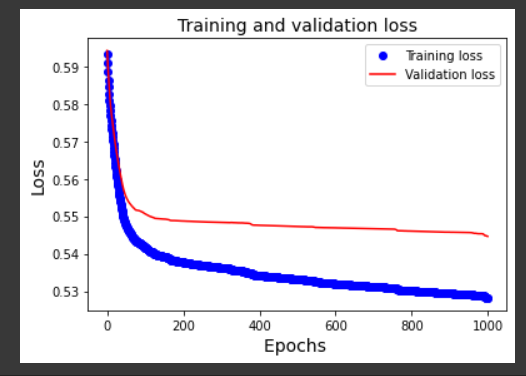 Training and validation loss
Training loss
Validation loss
Loss
0.59
0.58
0.57
0.56
0.55
0.54
0.53
0 200 400 600 800 1000
Epochs